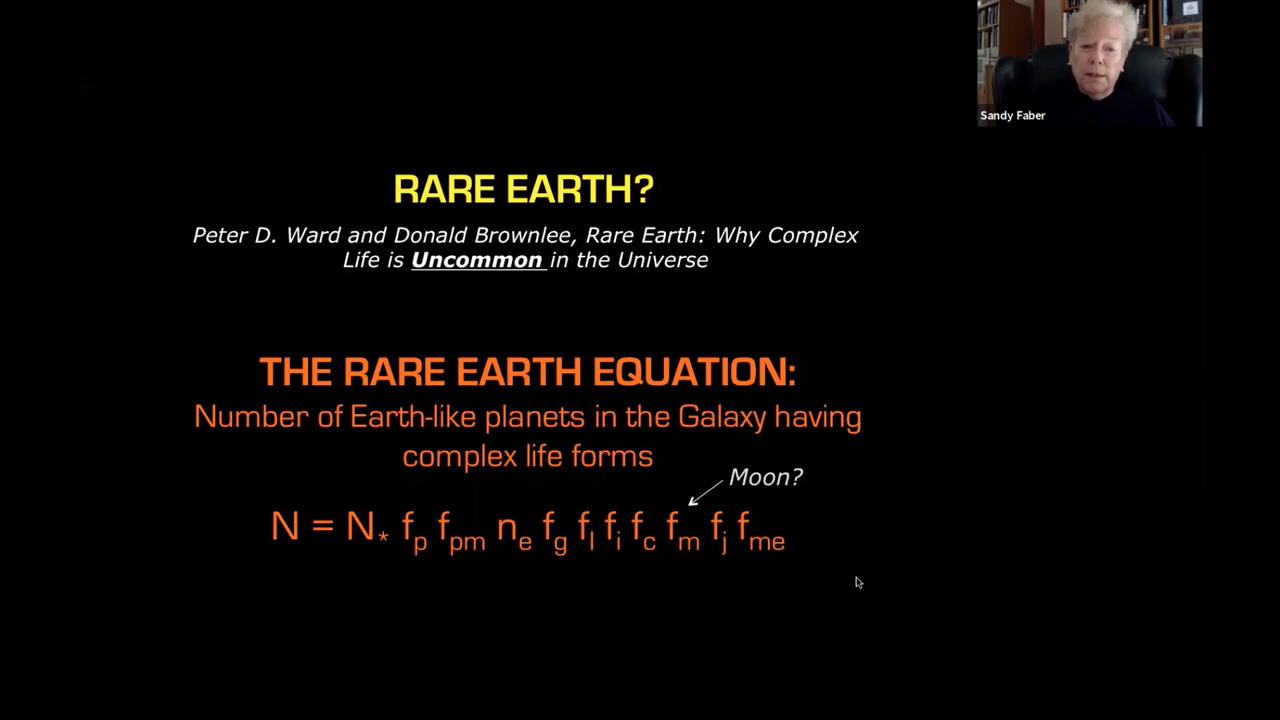 Sandy Faber
RARE EARTH?
Peter D. Ward and Donald Brownlee, Rare Earth: Why Complex
Life is Uncommon in the Universe
THE RARE EARTH EQUATION:
Number of Earth-like planets in the Galaxy having
complex life forms
Moon?
N = N* fp fpm ne fg fl fi fc fm fj fme